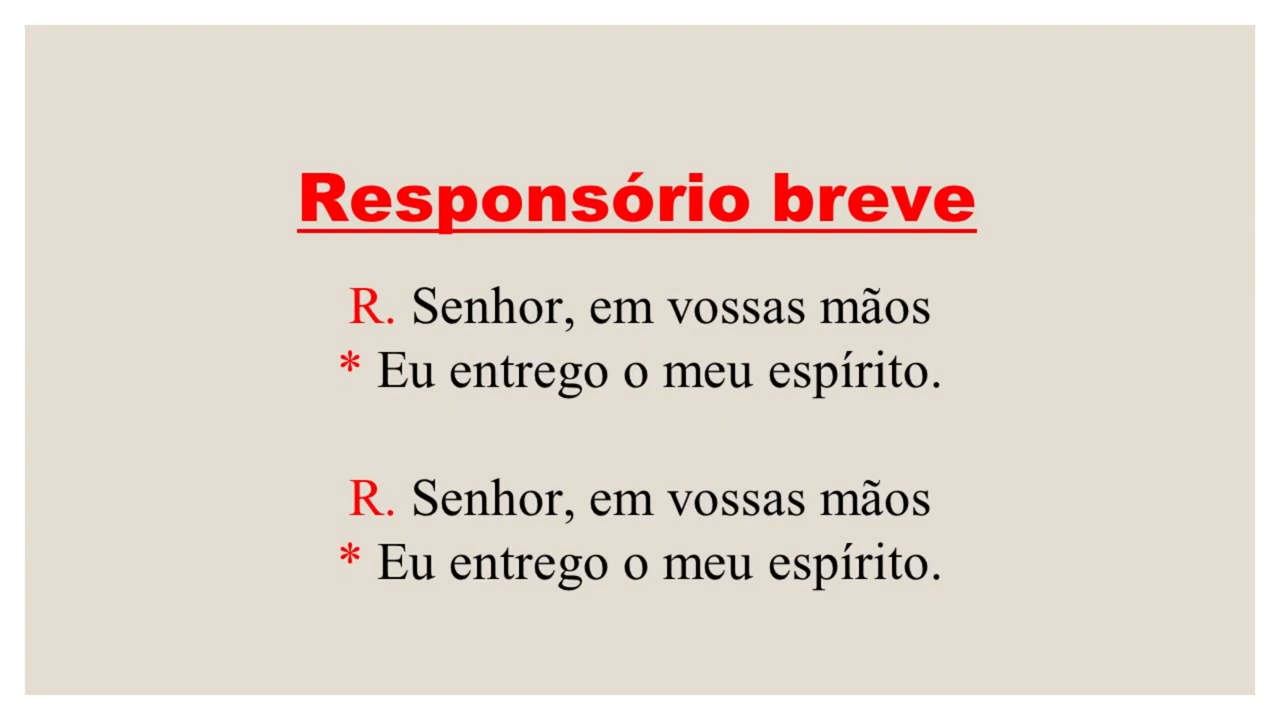 Responsório breve
R. Senhor, em vossas mãos
* Eu entrego o meu espírito.
R. Senhor, em vossas mãos
* Eu entrego o meu espírito.